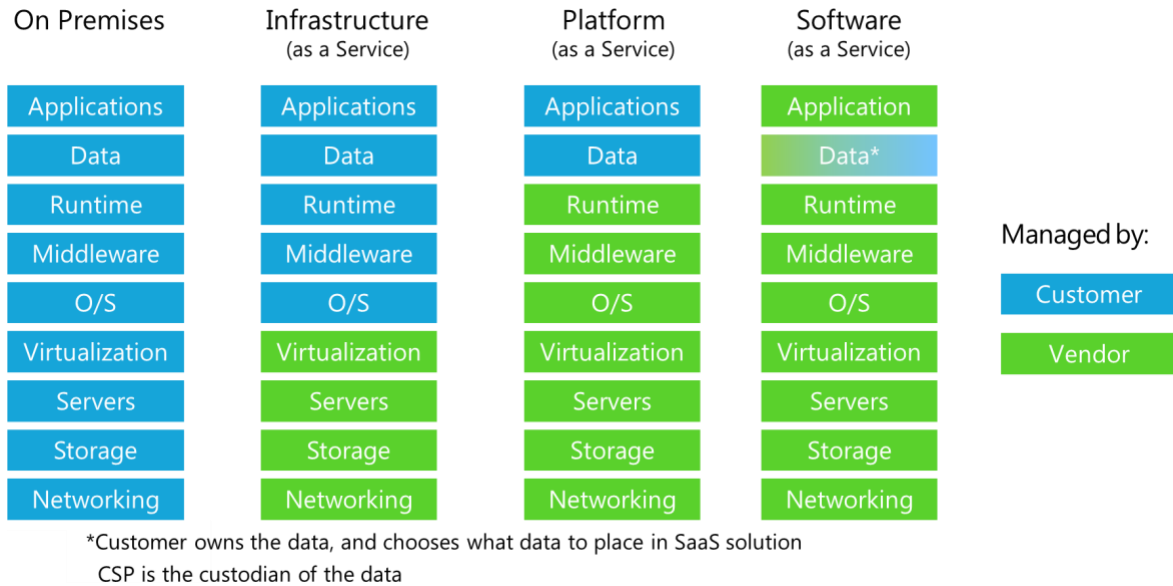 On Premises
Infrastructure
(as a Service)
Platform
(as a Service)
Software
(as a Service)
Applications
Data
Runtime
Middleware
O/S
Virtualization
Servers
Storage
Networking
Applications
Data
Runtime
Middleware
O/S
Virtualization
Servers
Storage
Networking
Applications
Data
Runtime
Middleware
O/S
Virtualization
Servers
Storage
Networking
Application
Data*
Runtime
Middleware
O/S
Virtualization
Servers
Storage
Networking
Managed by:
Customer
Vendor
*Customer owns the data, and chooses what data to place in SaaS solution
CSP is the custodian of the data